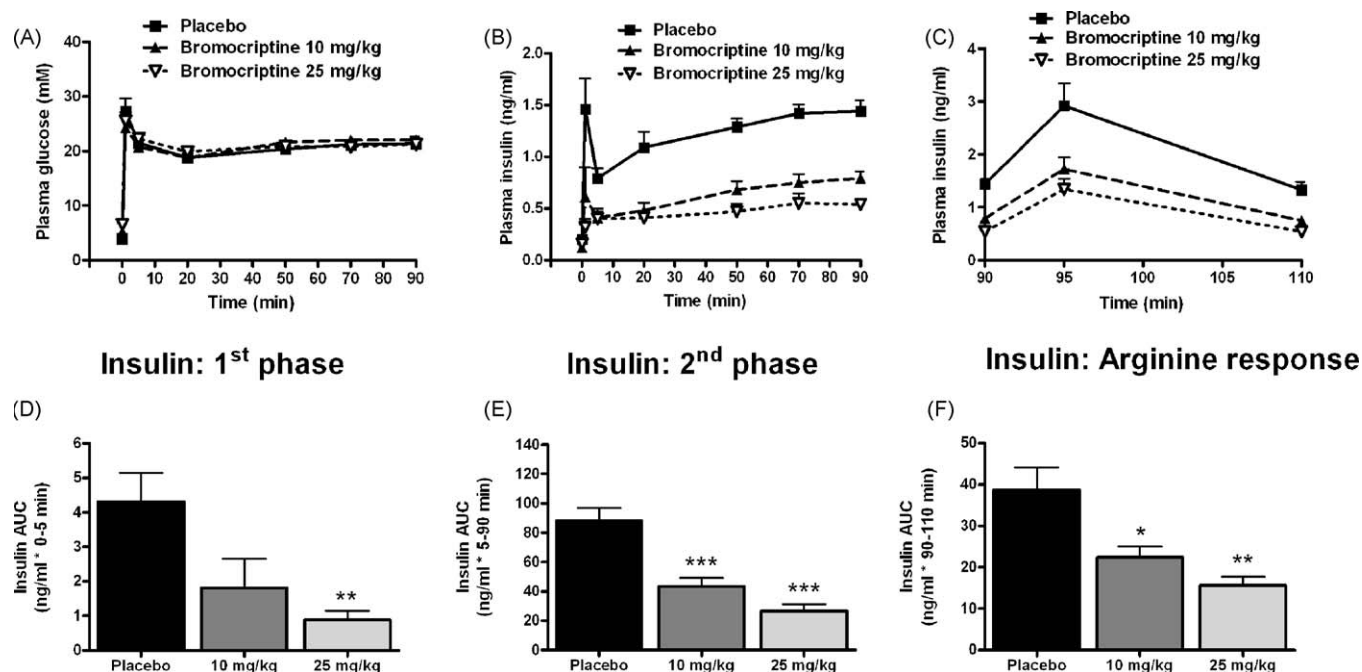 (A)
Placebo
Bromocriptine 10 mg/kg
Bromocriptine 25 mg/kg
Plasma glucose (mM)
40
30
20
10
0
0 10 20 30 40 50 60 70 80 90
Time (min)
(B)
Placebo
Bromocriptine 10 mg/kg
Bromocriptine 25 mg/kg
Plasma insulin (ng/ml)
2.0
1.5
1.0
0.5
0.0
0 10 20 30 40 50 60 70 80 90
Time (min)
(C)
Placebo
Bromocriptine 10 mg/kg
Bromocriptine 25 mg/kg
Plasma insulin (ng/ml)
4
3
2
1
0
90 95 100 105 110
Time (min)
Insulin: 1st phase
Insulin: 2nd phase
Insulin: Arginine response
(D)
Insulin AUC
(ng/ml * 0-5 min)
6
5
4
3
2
1
0
**
Placebo 10 mg/kg 25 mg/kg
(E)
Insulin AUC
(ng/ml * 5-90 min)
140
120
100
80
60
40
20
0
*** ***
Placebo 10 mg/kg 25 mg/kg
(F)
Insulin AUC
(ng/ml * 90-110 min)
50
40
30
20
10
0
* **
Placebo 10 mg/kg 25 mg/kg